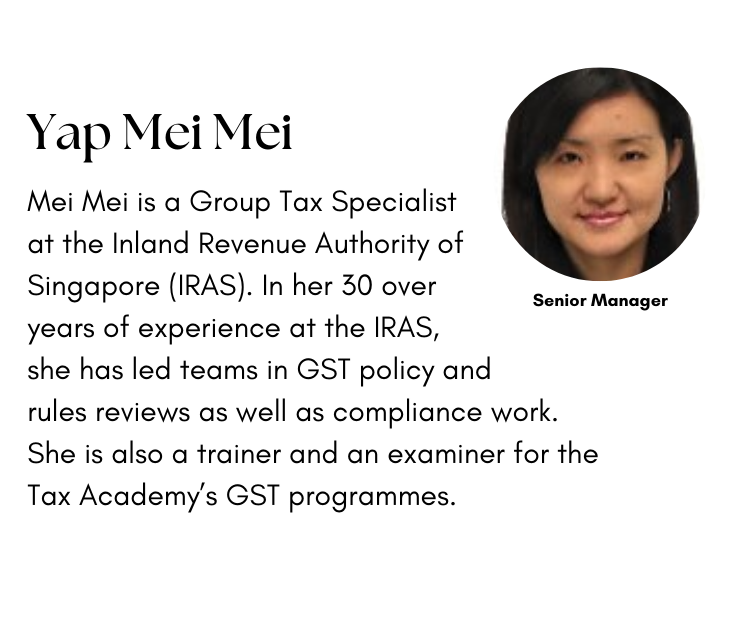 Yap Mei Mei
Mei Mei is a Group Tax Specialist
at the Inland Revenue Authority of
Singapore (IRAS). In her 30 over
years of experience at the IRAS,
she has led teams in GST policy and
rules reviews as well as compliance work.
She is also a trainer and an examiner for the
Tax Academy’s GST programmes.
Senior Manager